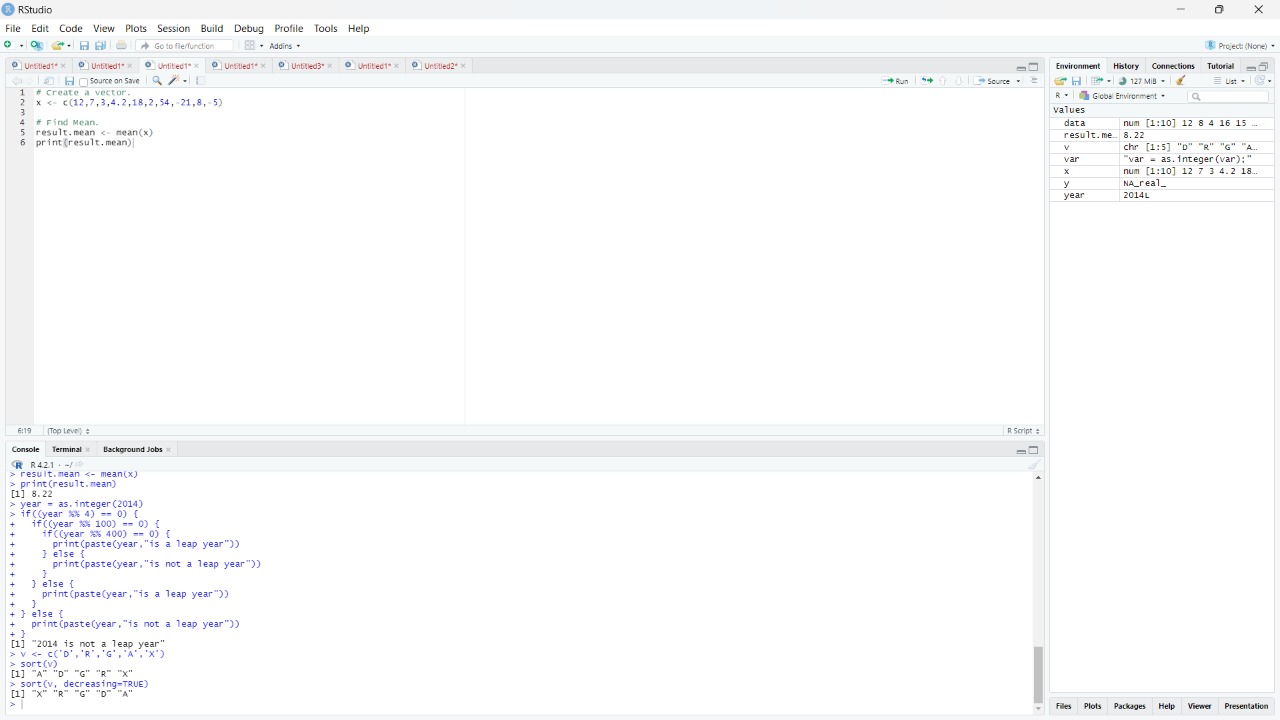 RStudio
File Edit Code View Plots Session Build Debug Profile Tools Help
Go to file/function Addins Project: (None)
Untitled1* Untitled1* Untitled1* Untitled1* Untitled3* Untitled1* Untitled2*
Source on Save Run Source
1 # Create a vector.
2 x <- c(12,7,3,4.2,18,2,54,-21,8,-5)
3
4 # Find Mean.
5 result.mean <- mean(x)
6 print(result.mean)
6:19 (Top Level) R Script
Console Terminal Background Jobs
R 4.2.1 · ~/
> result.mean <- mean(x)
> print(result.mean)
[1] 8.22
> year = as.integer(2014)
> if((year %% 4) == 0) {
+   if((year %% 100) == 0) {
+     if((year %% 400) == 0) {
+       print(paste(year,"is a leap year"))
+     } else {
+       print(paste(year,"is not a leap year"))
+     }
+   } else {
+     print(paste(year,"is a leap year"))
+   }
+ } else {
+   print(paste(year,"is not a leap year"))
+ }
[1] "2014 is not a leap year"
> v <- c('D','R','G','A','X')
> sort(v)
[1] "A" "D" "G" "R" "X"
> sort(v, decreasing=TRUE)
[1] "X" "R" "G" "D" "A"
>
Environment History Connections Tutorial
127 MiB List
R Global Environment
Values
data num [1:10] 12 8 4 16 15 …
result.me… 8.22
v chr [1:5] "D" "R" "G" "A…
var "var = as.integer(var);"
x num [1:10] 12 7 3 4.2 18…
y NA_real_
year 2014L
Files Plots Packages Help Viewer Presentation